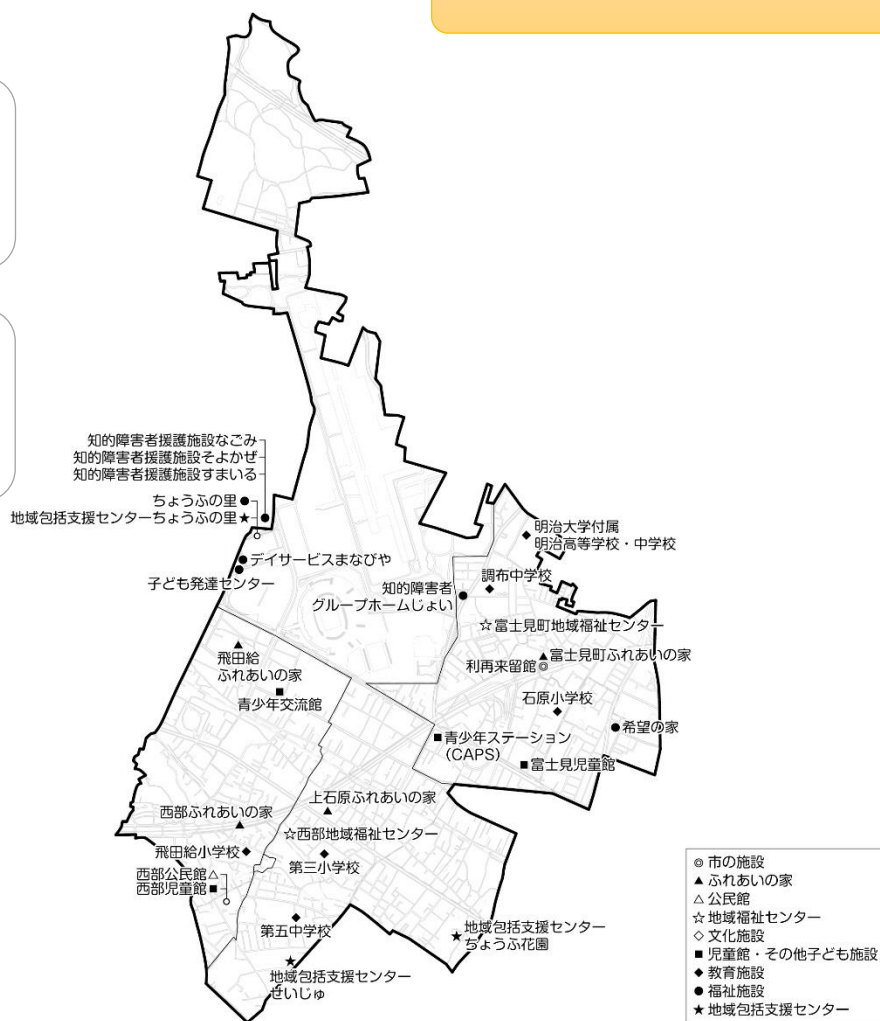 知的障害者援護施設なごみ
知的障害者援護施設そよかぜ
知的障害者援護施設すまいる
ちょうふの里●
地域包括支援センターちょうふの里★
●デイサービスまなびや
子ども発達センター
明治大学付属
明治高等学校・中学校
調布中学校
知的障害者
グループホームじょい
☆富士見町地域福祉センター
▲富士見町ふれあいの家
利再来留館◎
石原小学校
希望の家
飛田給
ふれあいの家
青少年交流館
■青少年ステーション
(CAPS)
■富士見児童館
上石原ふれあいの家
西部ふれあいの家
☆西部地域福祉センター
飛田給小学校◆
第三小学校
西部公民館△
西部児童館■
第五中学校
★地域包括支援センター
ちょうふ花園
地域包括支援センター
せいじゅ
◎ 市の施設
▲ ふれあいの家
△ 公民館
☆ 地域福祉センター
◇ 文化施設
■ 児童館・その他子ども施設
◆ 教育施設
● 福祉施設
★ 地域包括支援センター